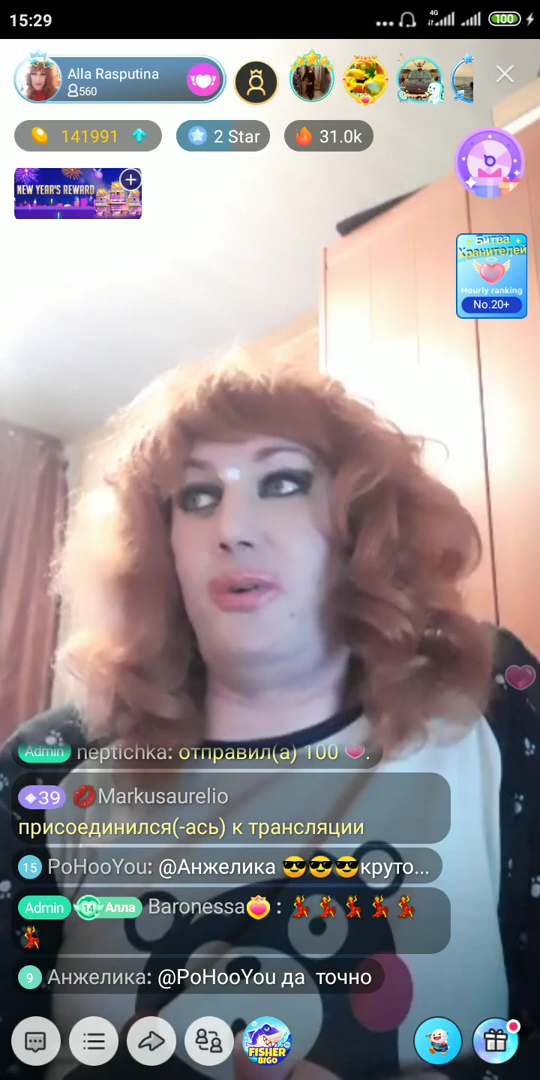 15:29
4G
100
Alla Rasputina
560
141991
2 Star
31.0k
NEW YEAR'S REWARD
Битва
Хранителей
Hourly ranking
No.20+
Admin neptichka: отправил(а) 100
39 Markusaurelio
присоединился(-ась) к трансляции
15 PoHooYou: @Анжелика 😎😎😎круто...
Admin 14 Алла Baronessa : 💃💃💃💃💃
💃
9 Анжелика: @PoHooYou да точно
FISHER
BIGO